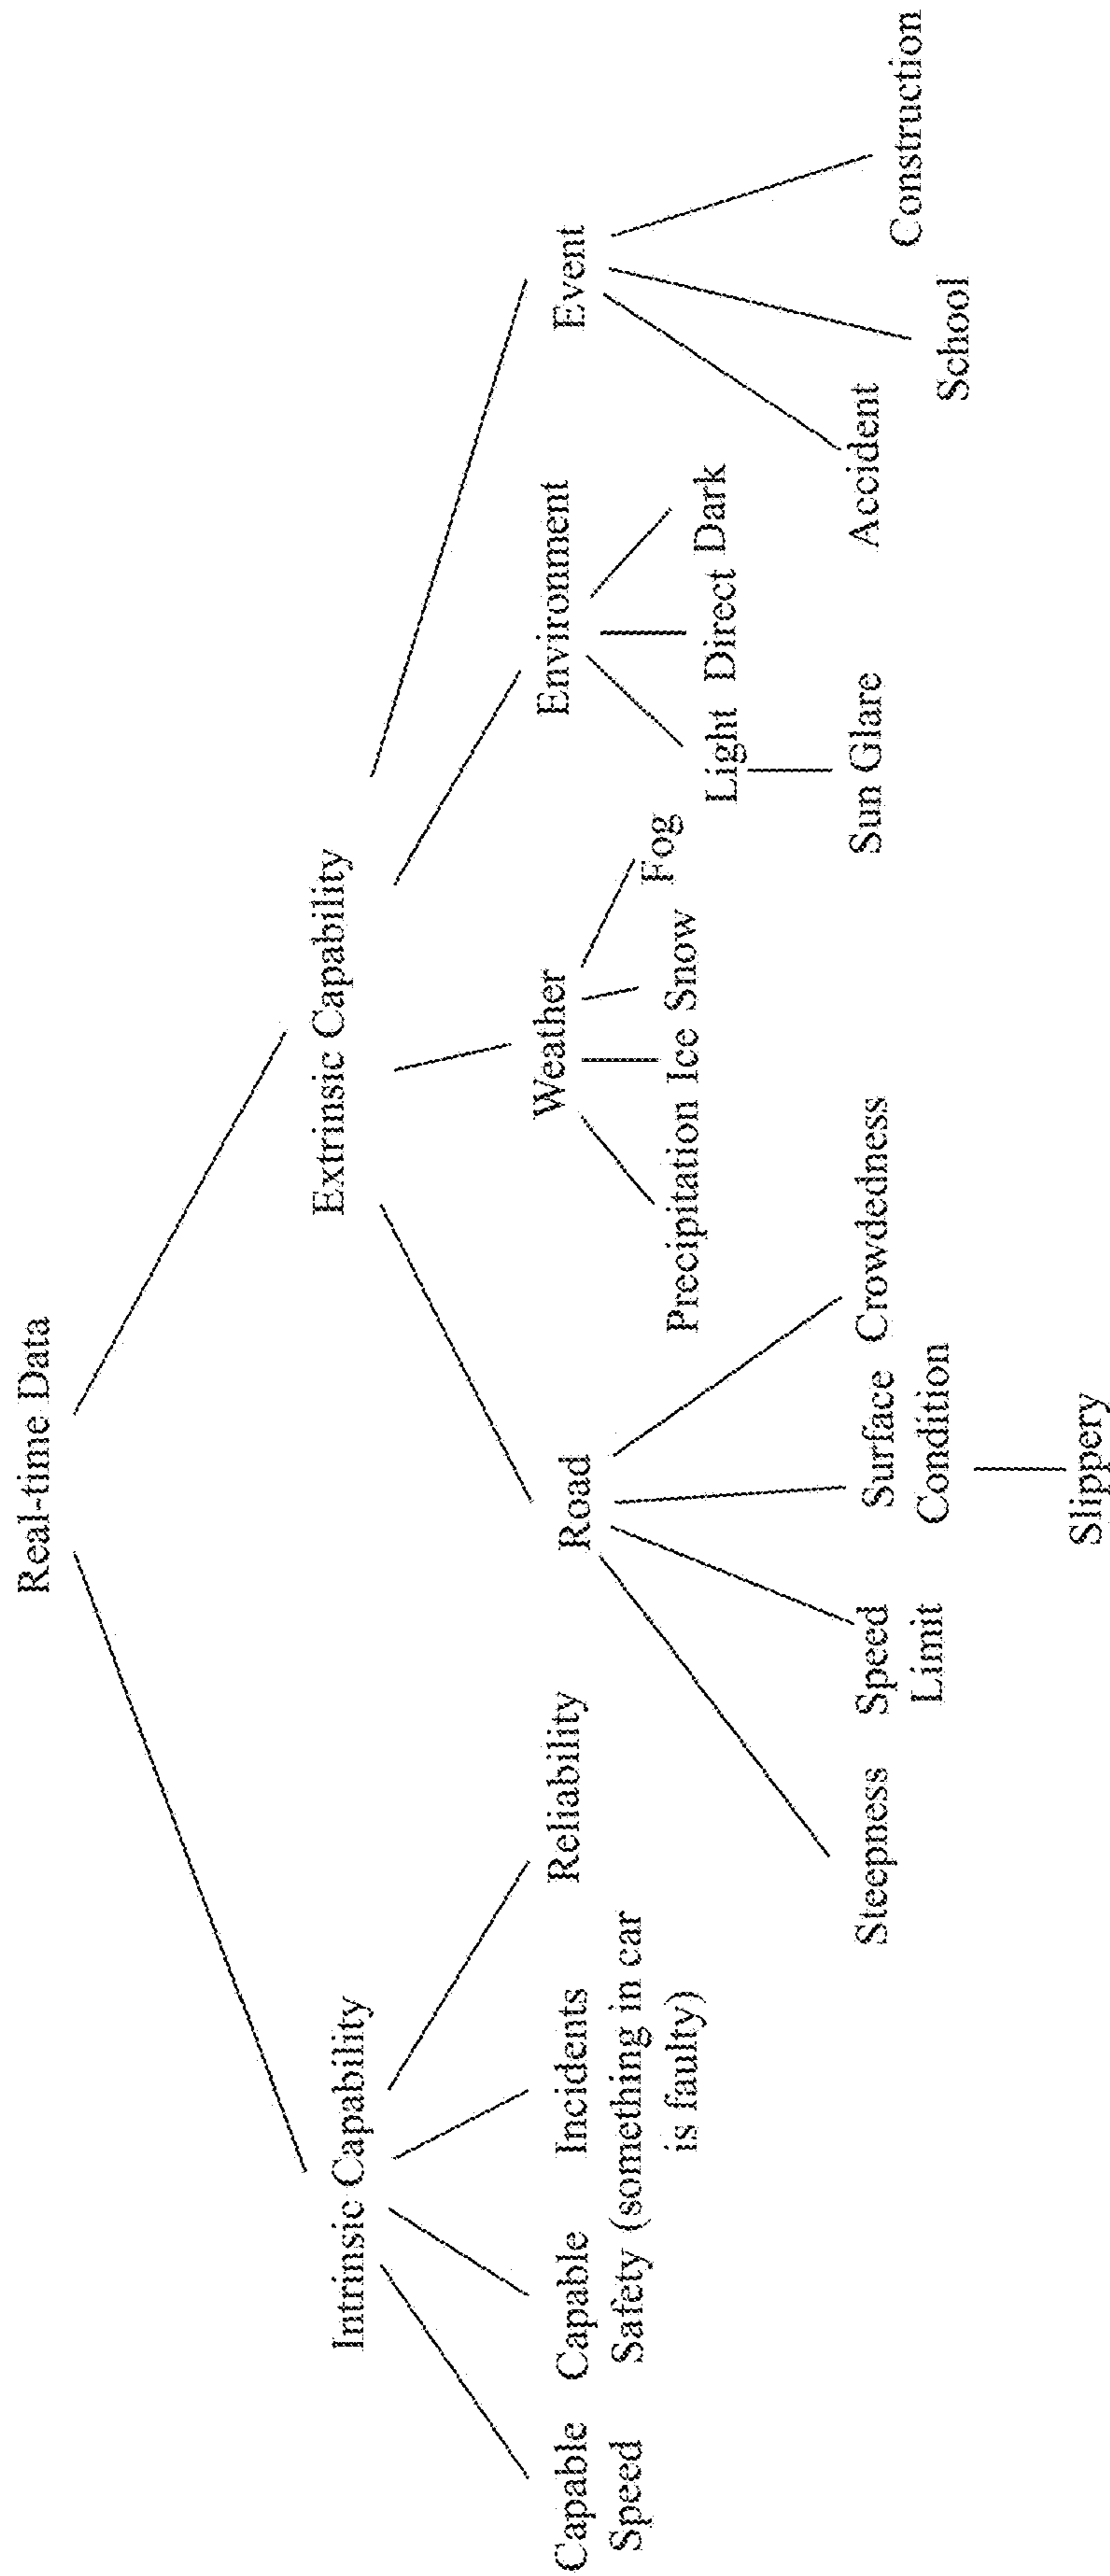 Real-time Data
Intrinsic Capability
Extrinsic Capability
Capable
Speed
Capable
Safety
Incidents
(something in car
is faulty)
Reliability
Road
Weather
Environment
Event
Steepness
Speed
Limit
Surface
Condition
Crowdedness
Slippery
Precipitation
Ice
Snow
Fog
Light
Direct
Dark
Sun Glare
Accident
School
Construction